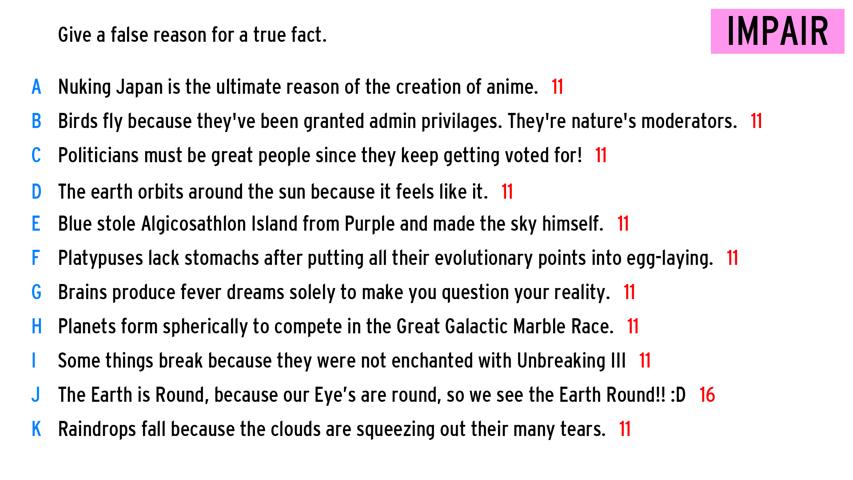 Give a false reason for a true fact.
IMPAIR
A Nuking Japan is the ultimate reason of the creation of anime. 11
B Birds fly because they've been granted admin privilages. They're nature's moderators. 11
C Politicians must be great people since they keep getting voted for! 11
D The earth orbits around the sun because it feels like it. 11
E Blue stole Algicosathlon Island from Purple and made the sky himself. 11
F Platypuses lack stomachs after putting all their evolutionary points into egg-laying. 11
G Brains produce fever dreams solely to make you question your reality. 11
H Planets form spherically to compete in the Great Galactic Marble Race. 11
I Some things break because they were not enchanted with Unbreaking III 11
J The Earth is Round, because our Eye’s are round, so we see the Earth Round!! :D 16
K Raindrops fall because the clouds are squeezing out their many tears. 11